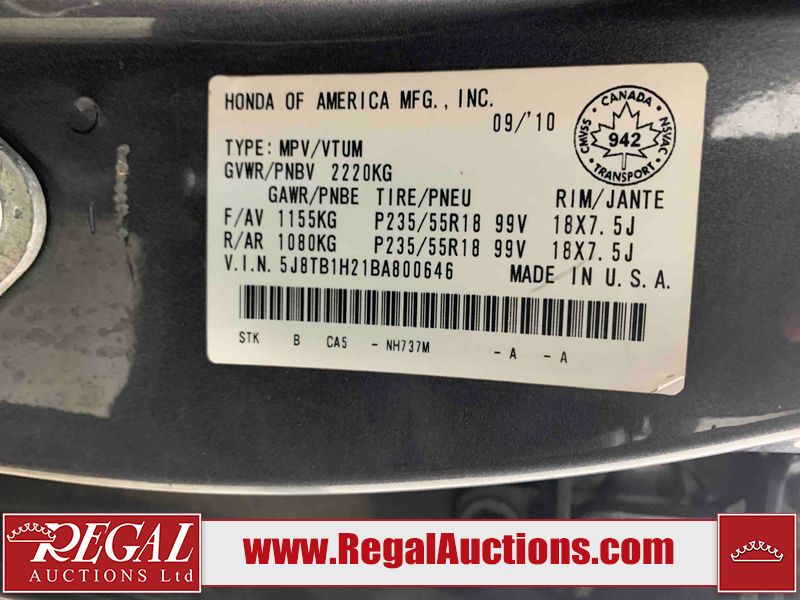 HONDA OF AMERICA MFG., INC.
09/'10
TYPE: MPV/VTUM
GVWR/PNBV 2220KG
GAWR/PNBE TIRE/PNEU RIM/JANTE
F/AV 1155KG P235/55R18 99V 18X7.5J
R/AR 1080KG P235/55R18 99V 18X7.5J
V.I.N. 5J8TB1H21BA800646 MADE IN U.S.A.
STK B CA5 - NH737M - A - A
CANADA
CMVSS 942 NSVAC
TRANSPORT
REGAL
AUCTIONS Ltd
www.RegalAuctions.com